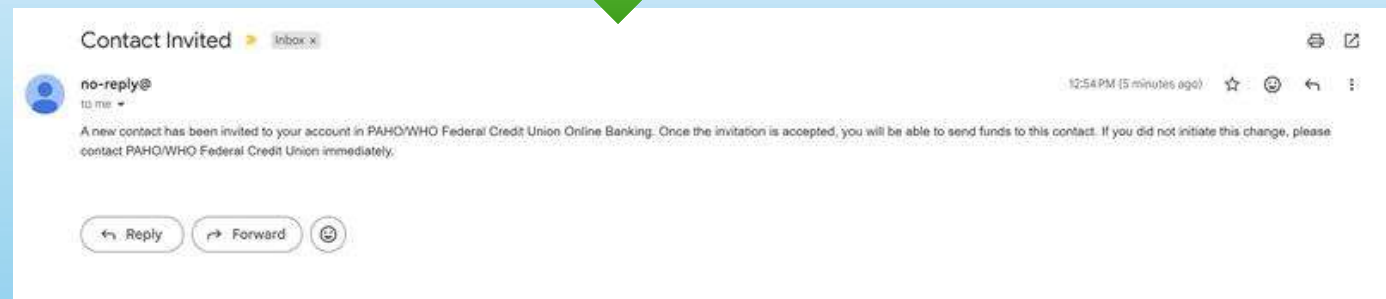 Contact Invited Inbox x
no-reply@ 12:54 PM (5 minutes ago)
to me
A new contact has been invited to your account in PAHO/WHO Federal Credit Union Online Banking. Once the invitation is accepted, you will be able to send funds to this contact. If you did not initiate this change, please
contact PAHO/WHO Federal Credit Union immediately.
Reply Forward